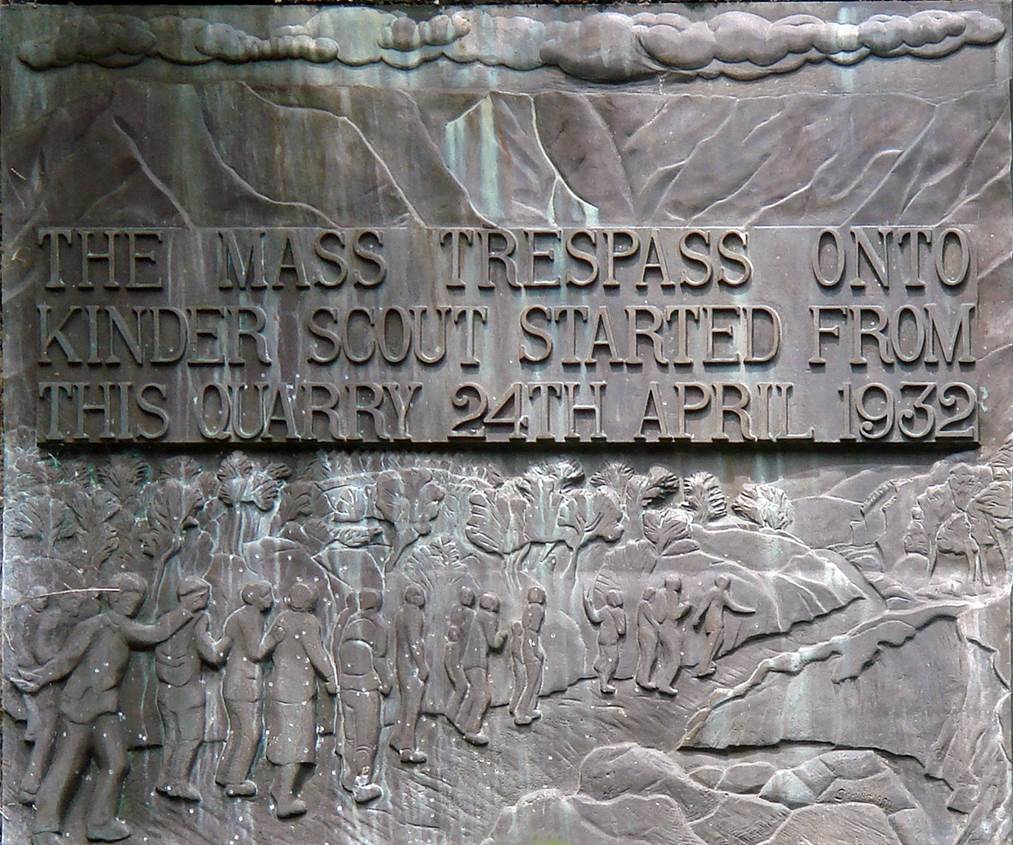 THE MASS TRESPASS ONTO
KINDER SCOUT STARTED FROM
THIS QUARRY 24TH APRIL 1932